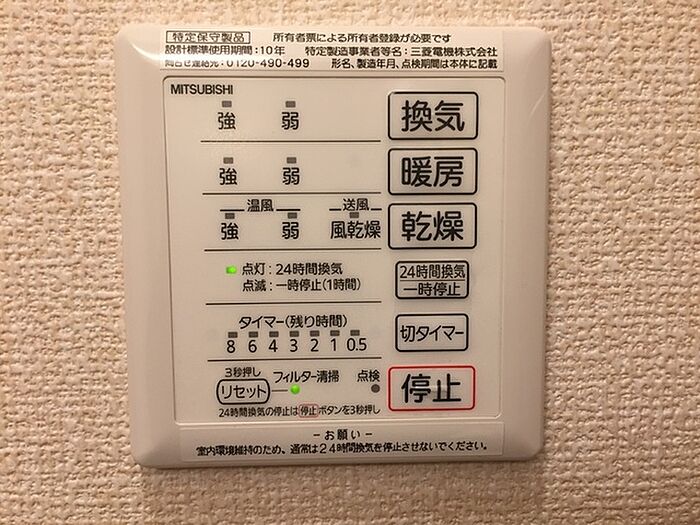 特定保守製品 所有者票による所有者登録が必要です
設計標準使用期間:10年 特定製造事業者等名:三菱電機株式会社
問合せ連絡先:0120-490-499 形名、製造年月、点検期間は本体に記載
MITSUBISHI
強 弱 換気
強 弱 暖房
温風 送風
強 弱 風乾燥 乾燥
点灯:24時間換気
点滅:一時停止(1時間)
24時間換気
一時停止
タイマー(残り時間)
8 6 4 3 2 1 0.5
切タイマー
3秒押し
リセット フィルター清掃 点検
停止
24時間換気の停止は停止ボタンを3秒押し
-お願い-
室内環境維持のため、通常は24時間換気を停止させないでください。